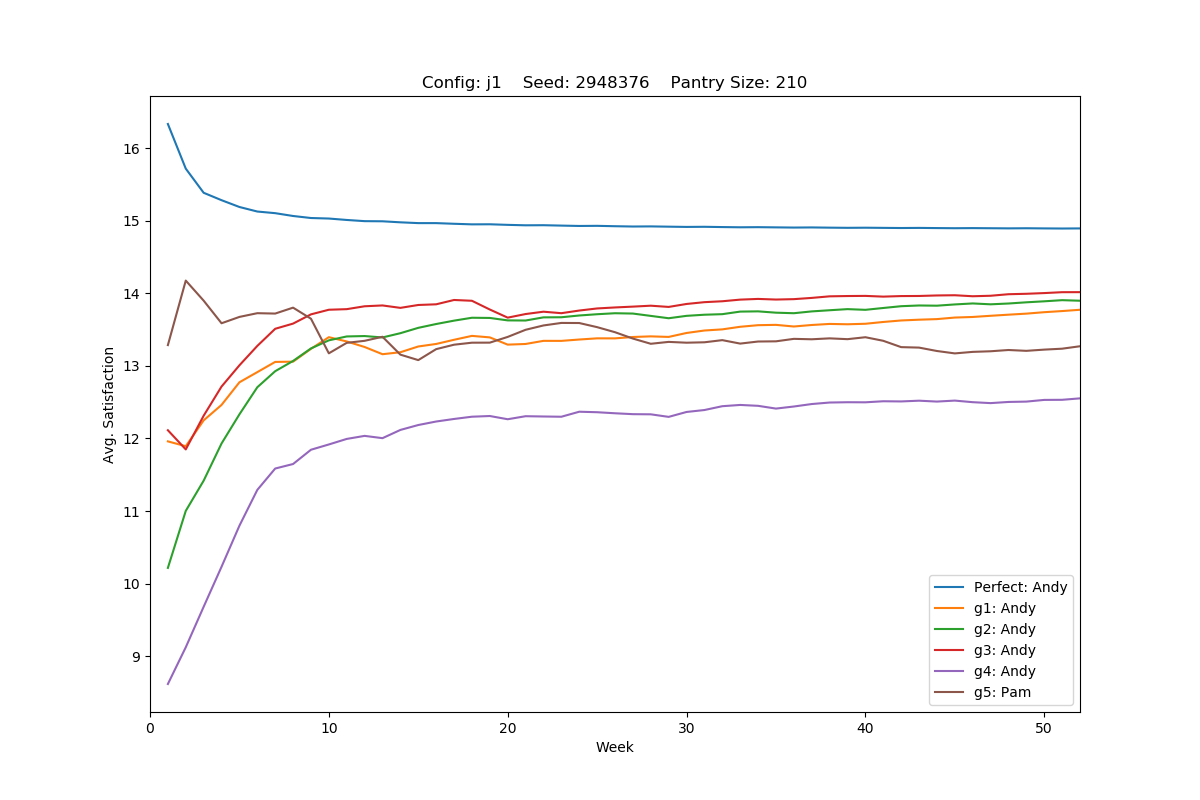 Config: j1    Seed: 2948376    Pantry Size: 210
Avg. Satisfaction
16
15
14
13
12
11
10
9
0
10
20
30
40
50
Week
Perfect: Andy
g1: Andy
g2: Andy
g3: Andy
g4: Andy
g5: Pam